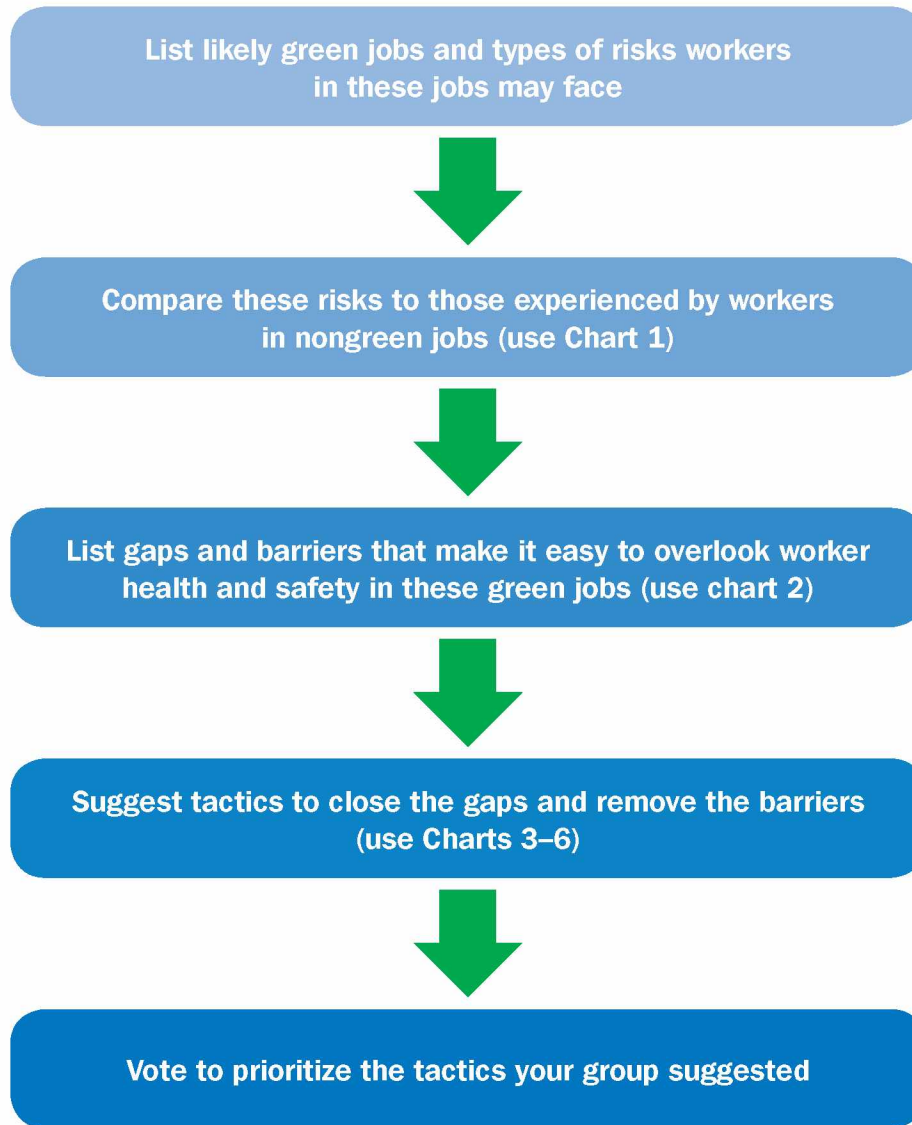 List likely green jobs and types of risks workers
in these jobs may face
Compare these risks to those experienced by workers
in nongreen jobs (use Chart 1)
List gaps and barriers that make it easy to overlook worker
health and safety in these green jobs (use chart 2)
Suggest tactics to close the gaps and remove the barriers
(use Charts 3–6)
Vote to prioritize the tactics your group suggested